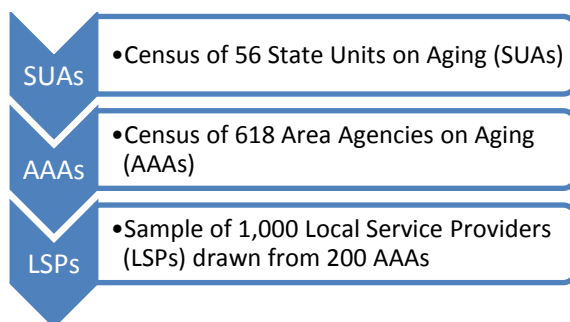 SUAs
•Census of 56 State Units on Aging (SUAs)
AAAs
•Census of 618 Area Agencies on Aging
(AAAs)
LSPs
•Sample of 1,000 Local Service Providers
(LSPs) drawn from 200 AAAs